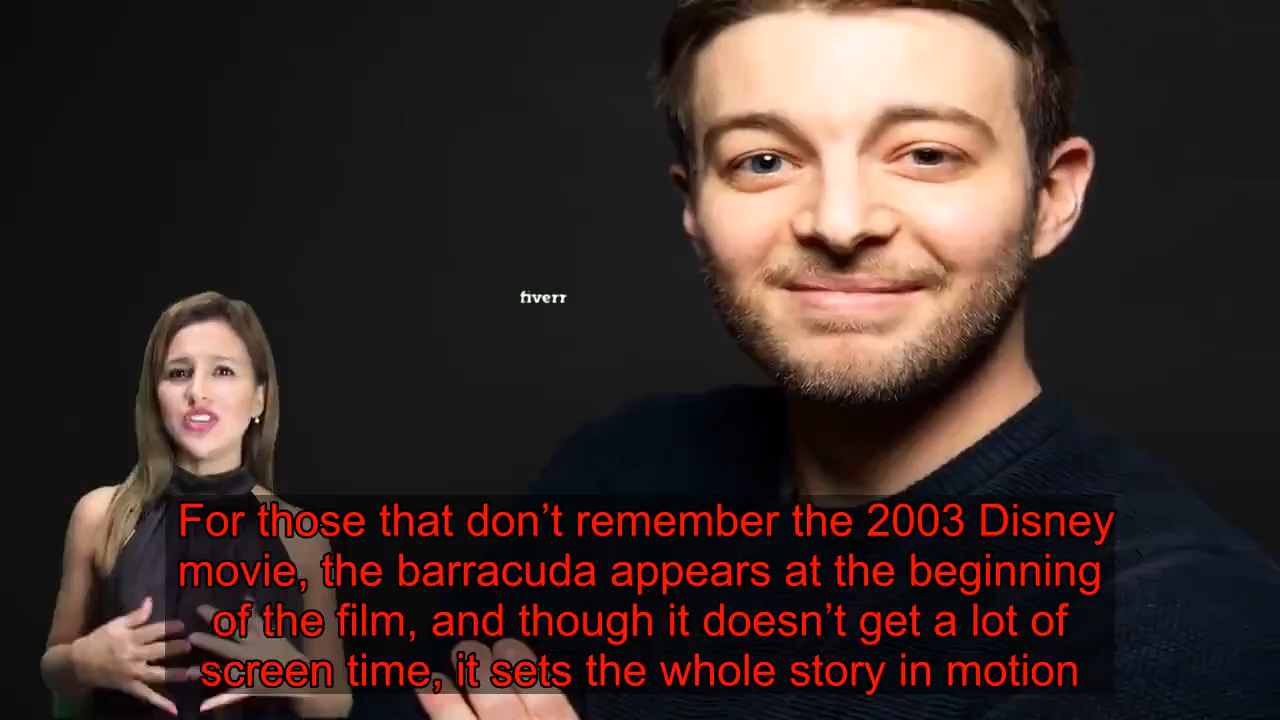 fiverr
For those that don’t remember the 2003 Disney
movie, the barracuda appears at the beginning
of the film, and though it doesn’t get a lot of
screen time, it sets the whole story in motion